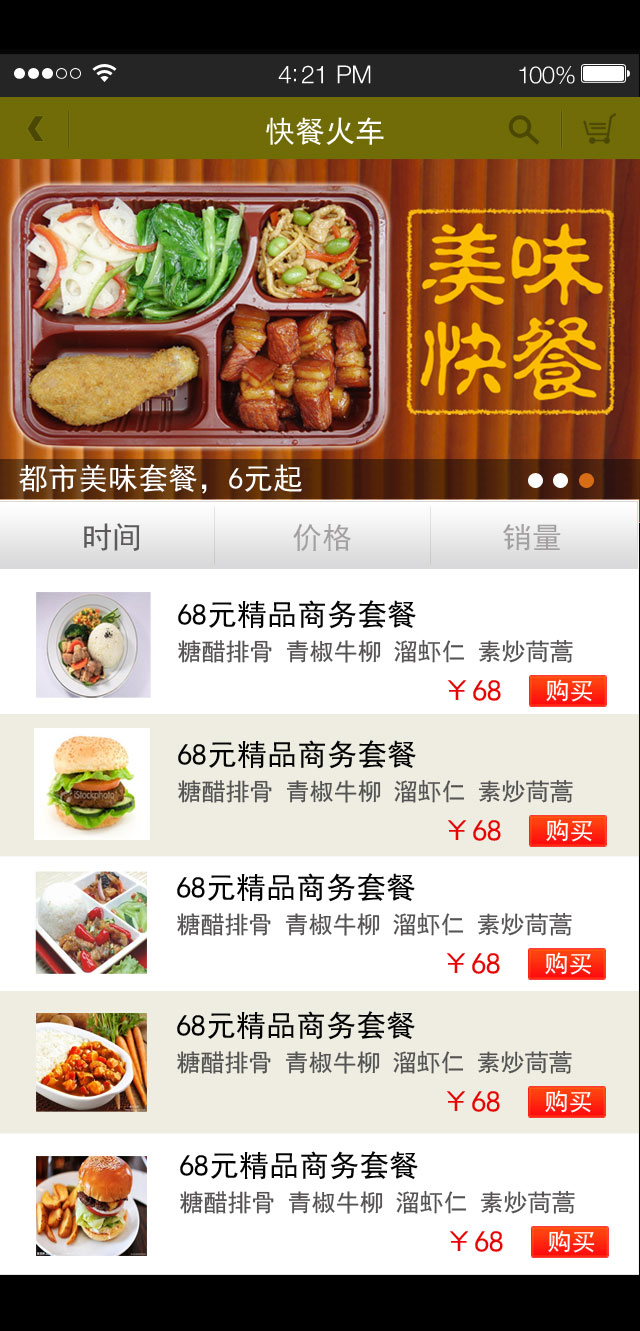 4:21 PM
100%
快餐火车
美味
快餐
都市美味套餐，6元起
时间
价格
销量
68元精品商务套餐
糖醋排骨 青椒牛柳 溜虾仁 素炒茼蒿
￥68 购买
iStockphoto
68元精品商务套餐
糖醋排骨 青椒牛柳 溜虾仁 素炒茼蒿
￥68 购买
68元精品商务套餐
糖醋排骨 青椒牛柳 溜虾仁 素炒茼蒿
￥68 购买
68元精品商务套餐
糖醋排骨 青椒牛柳 溜虾仁 素炒茼蒿
￥68 购买
68元精品商务套餐
糖醋排骨 青椒牛柳 溜虾仁 素炒茼蒿
￥68 购买